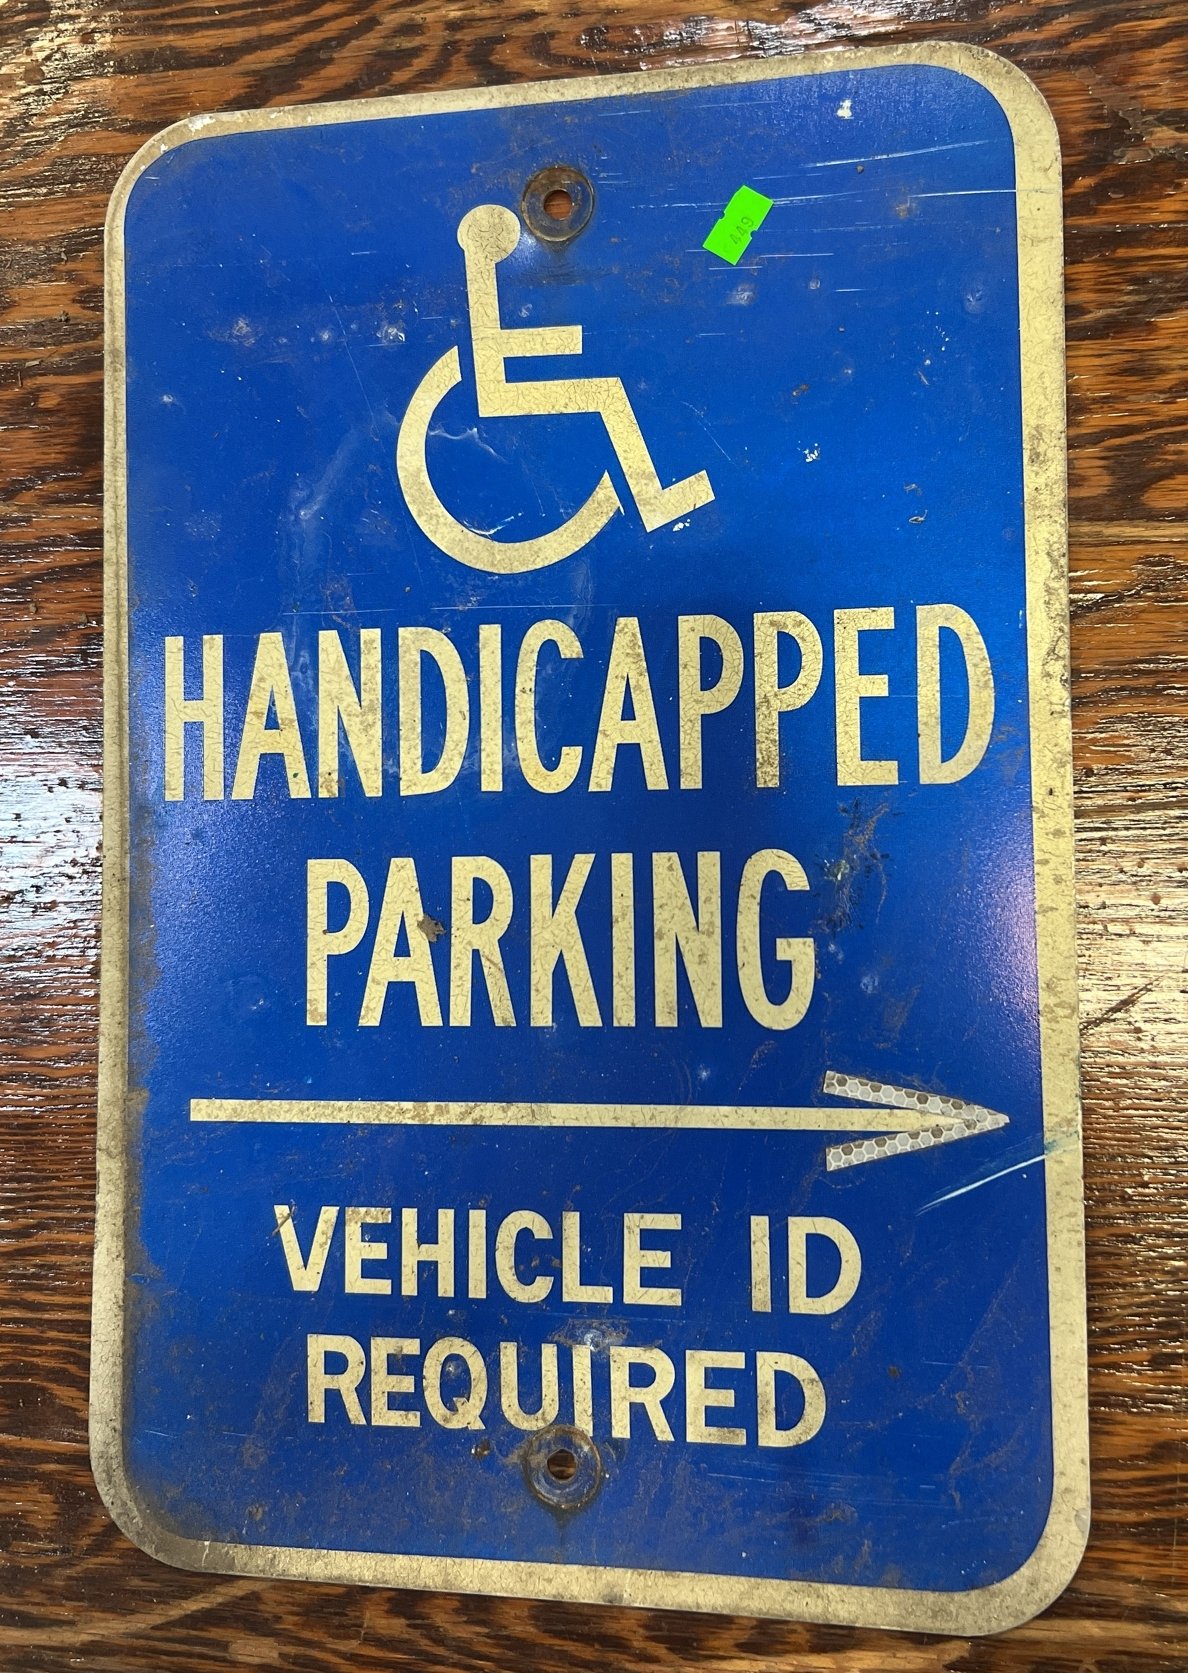 449
HANDICAPPED
PARKING
VEHICLE ID
REQUIRED